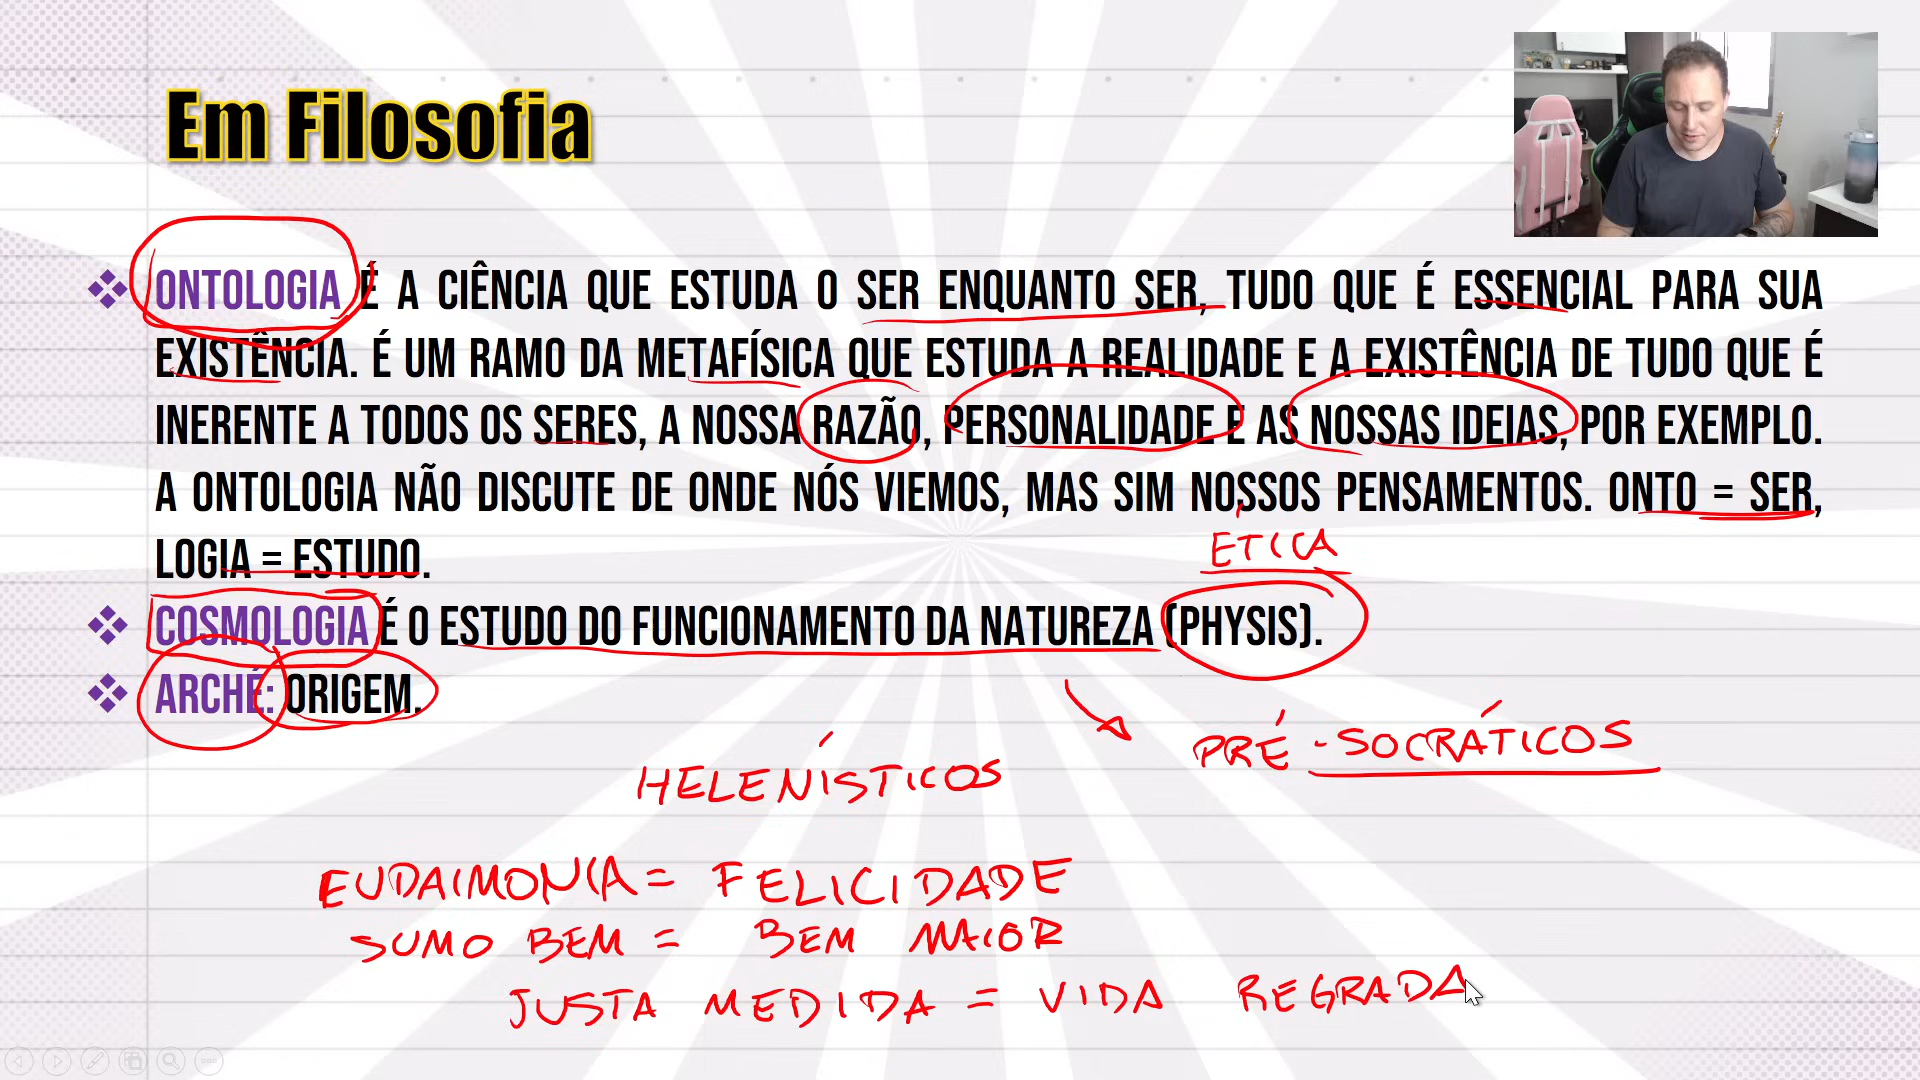 Em Filosofia
ONTOLOGIA É A CIÊNCIA QUE ESTUDA O SER ENQUANTO SER, TUDO QUE É ESSENCIAL PARA SUA
EXISTÊNCIA. É UM RAMO DA METAFÍSICA QUE ESTUDA A REALIDADE E A EXISTÊNCIA DE TUDO QUE É
INERENTE A TODOS OS SERES, A NOSSA RAZÃO, PERSONALIDADE E AS NOSSAS IDEIAS, POR EXEMPLO.
A ONTOLOGIA NÃO DISCUTE DE ONDE NÓS VIEMOS, MAS SIM NOSSOS PENSAMENTOS. ONTO = SER,
LOGIA = ESTUDO.
ÉTICA
COSMOLOGIA É O ESTUDO DO FUNCIONAMENTO DA NATUREZA (PHYSIS).
ARCHÉ: ORIGEM.
PRÉ-SOCRÁTICOS
HELENÍSTICOS
EUDAIMONIA = FELICIDADE
SUMO BEM = BEM MAIOR
JUSTA MEDIDA = VIDA REGRADA